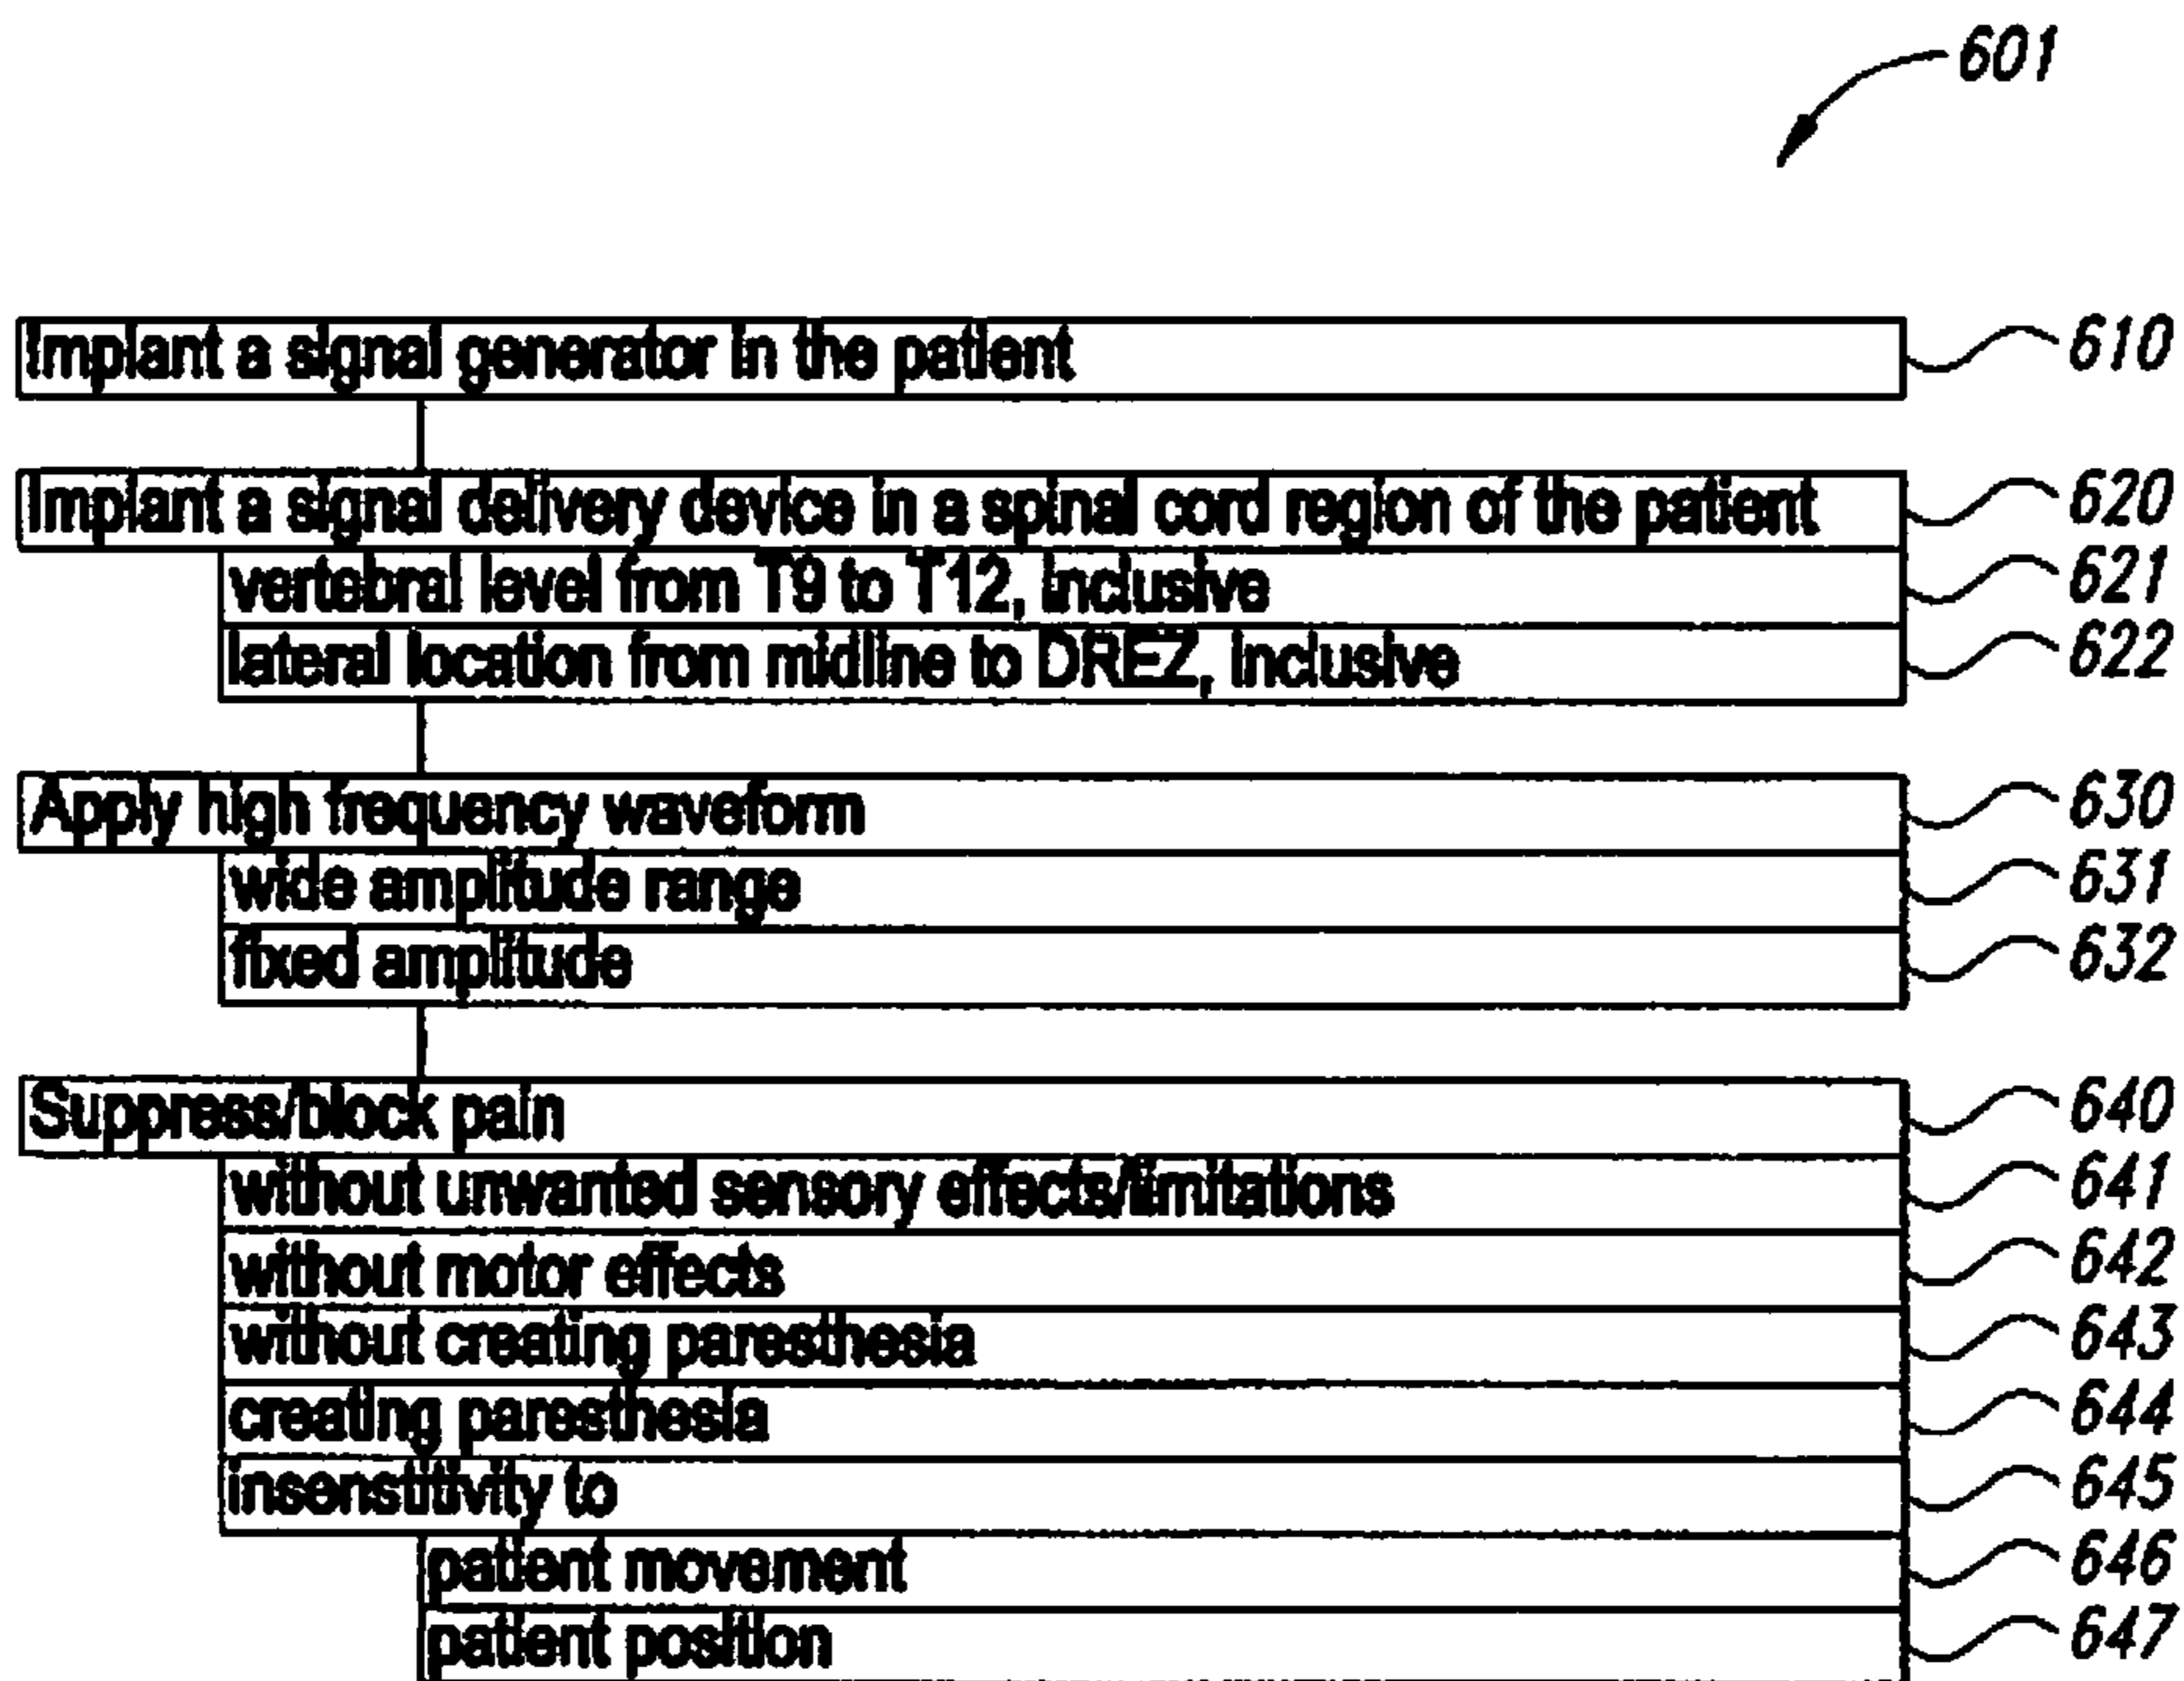 601
Implant a signal generator in the patient 610
Implant a signal delivery device in a spinal cord region of the patient 620
vertebral level from T9 to T12, inclusive 621
lateral location from midline to DREZ, inclusive 622
Apply high frequency waveform 630
wide amplitude range 631
fixed amplitude 632
Suppress/block pain 640
without unwanted sensory effects/limitations 641
without motor effects 642
without creating paresthesia 643
creating paresthesia 644
insenstitivity to 645
patient movement 646
patient position 647